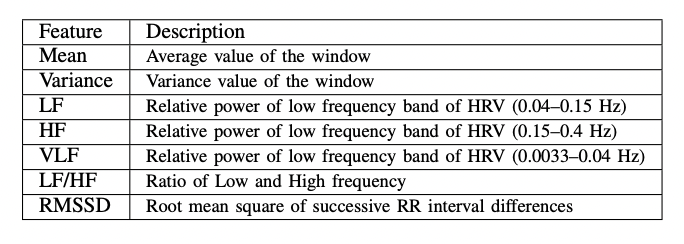 Feature Description
Mean Average value of the window
Variance Variance value of the window
LF Relative power of low frequency band of HRV (0.04–0.15 Hz)
HF Relative power of low frequency band of HRV (0.15–0.4 Hz)
VLF Relative power of low frequency band of HRV (0.0033–0.04 Hz)
LF/HF Ratio of Low and High frequency
RMSSD Root mean square of successive RR interval differences